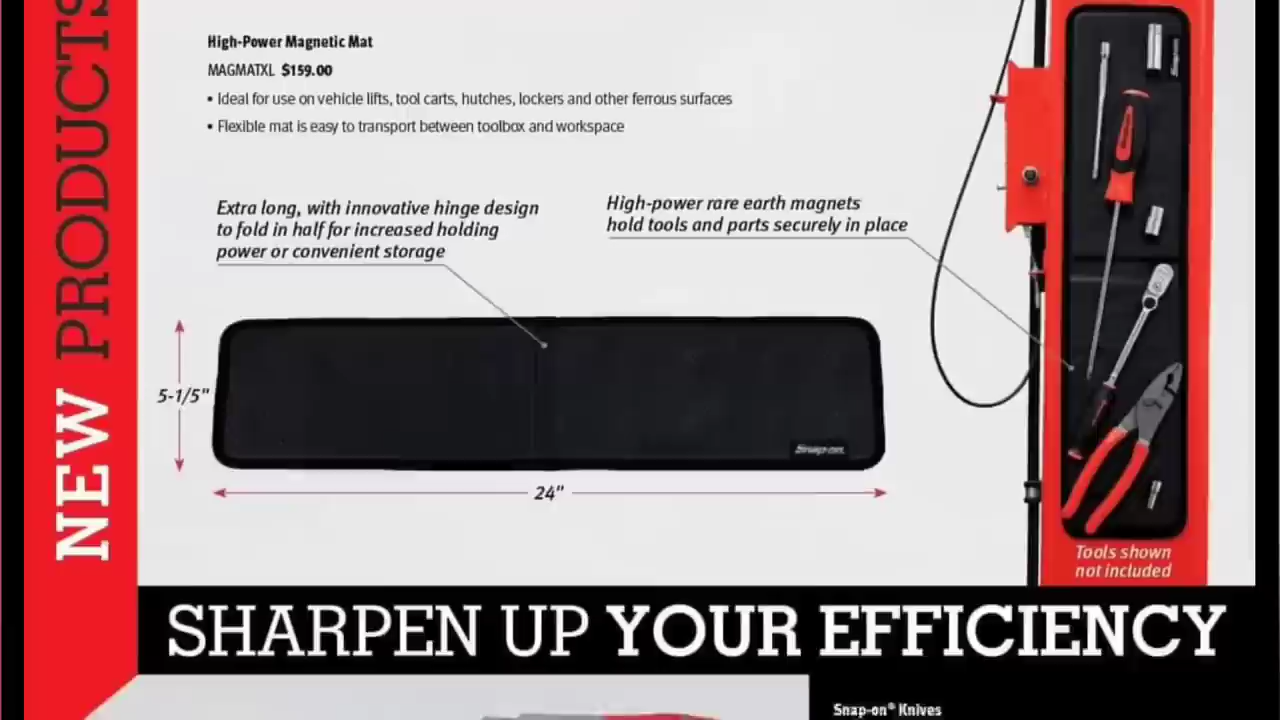 NEW PRODUCTS
High-Power Magnetic Mat
MAGMATXL $159.00
• Ideal for use on vehicle lifts, tool carts, hutches, lockers and other ferrous surfaces
• Flexible mat is easy to transport between toolbox and workspace
Extra long, with innovative hinge design
to fold in half for increased holding
power or convenient storage
High-power rare earth magnets
hold tools and parts securely in place
5-1/5"
Snap-on
24"
Tools shown
not included
SHARPEN UP YOUR EFFICIENCY
Snap-on® Knives